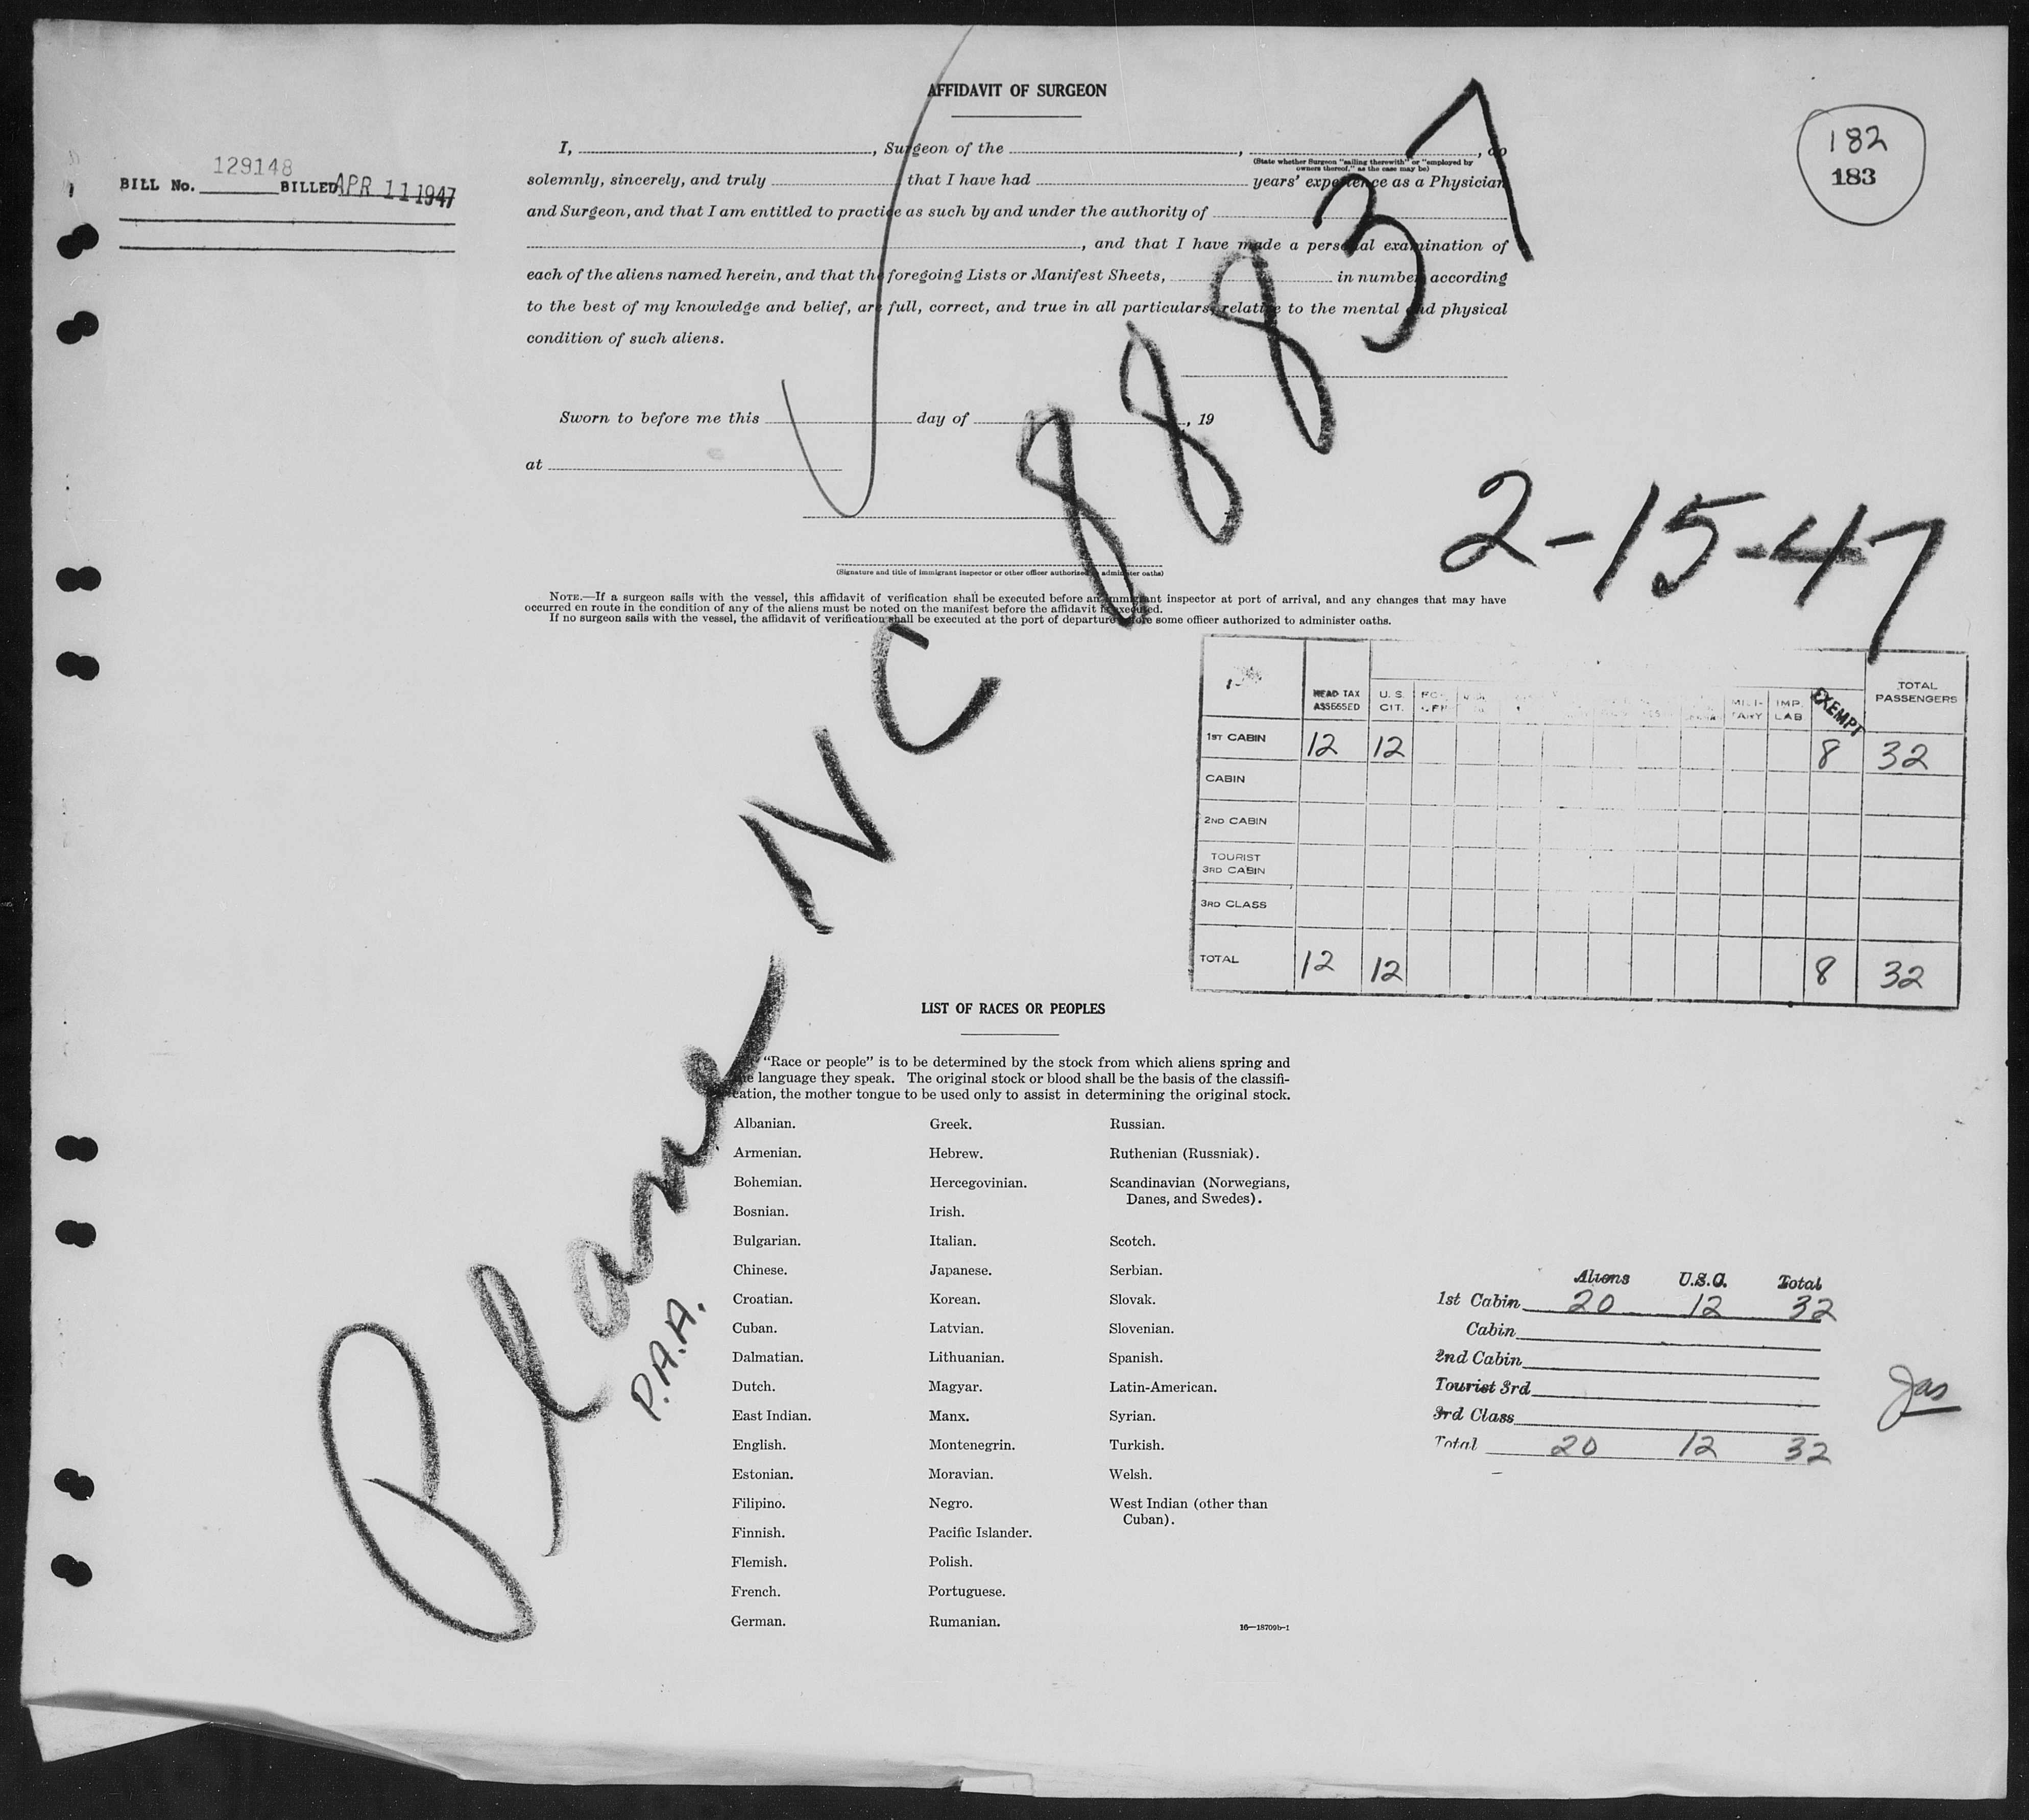 AFFIDAVIT OF SURGEON
182
183
BILL No. 129148 BILLED APR 11 1947
I, , Surgeon of the , , do
(State whether Surgeon "sailing therewith" or "employed by
owners thereof," as the case may be)
solemnly, sincerely, and truly that I have had years' experience as a Physician
and Surgeon, and that I am entitled to practice as such by and under the authority of
, and that I have made a personal examination of
each of the aliens named herein, and that the foregoing Lists or Manifest Sheets, in number, according
to the best of my knowledge and belief, are full, correct, and true in all particulars, relative to the mental and physical
condition of such aliens.
Sworn to before me this day of , 19
at
(Signature and title of immigrant inspector or other officer authorized to administer oaths)
NOTE.—If a surgeon sails with the vessel, this affidavit of verification shall be executed before an immigrant inspector at port of arrival, and any changes that may have
occurred en route in the condition of any of the aliens must be noted on the manifest before the affidavit is executed.
If no surgeon sails with the vessel, the affidavit of verification shall be executed at the port of departure before some officer authorized to administer oaths.
Plane NC 88837
P.A.A.
2-15-47
HEAD TAX ASSESSED U. S. CIT. MILI- TARY IMP. LAB EXEMPT TOTAL PASSENGERS
1ST CABIN 12 12 8 32
CABIN
2ND CABIN
TOURIST
3RD CABIN
3RD CLASS
TOTAL 12 12 8 32
LIST OF RACES OR PEOPLES
"Race or people" is to be determined by the stock from which aliens spring and
the language they speak. The original stock or blood shall be the basis of the classifi-
cation, the mother tongue to be used only to assist in determining the original stock.
Albanian. Greek. Russian.
Armenian. Hebrew. Ruthenian (Russniak).
Bohemian. Hercegovinian. Scandinavian (Norwegians,
Danes, and Swedes).
Bosnian. Irish.
Bulgarian. Italian. Scotch.
Chinese. Japanese. Serbian.
Croatian. Korean. Slovak.
Cuban. Latvian. Slovenian.
Dalmatian. Lithuanian. Spanish.
Dutch. Magyar. Latin-American.
East Indian. Manx. Syrian.
English. Montenegrin. Turkish.
Estonian. Moravian. Welsh.
Filipino. Negro. West Indian (other than
Cuban).
Finnish. Pacific Islander.
Flemish. Polish.
French. Portuguese.
German. Rumanian.
16—18709b-1
Aliens U.S.C. Total
1st Cabin 20 12 32
Cabin
2nd Cabin
Tourist 3rd
3rd Class
Total 20 12 32
Jas